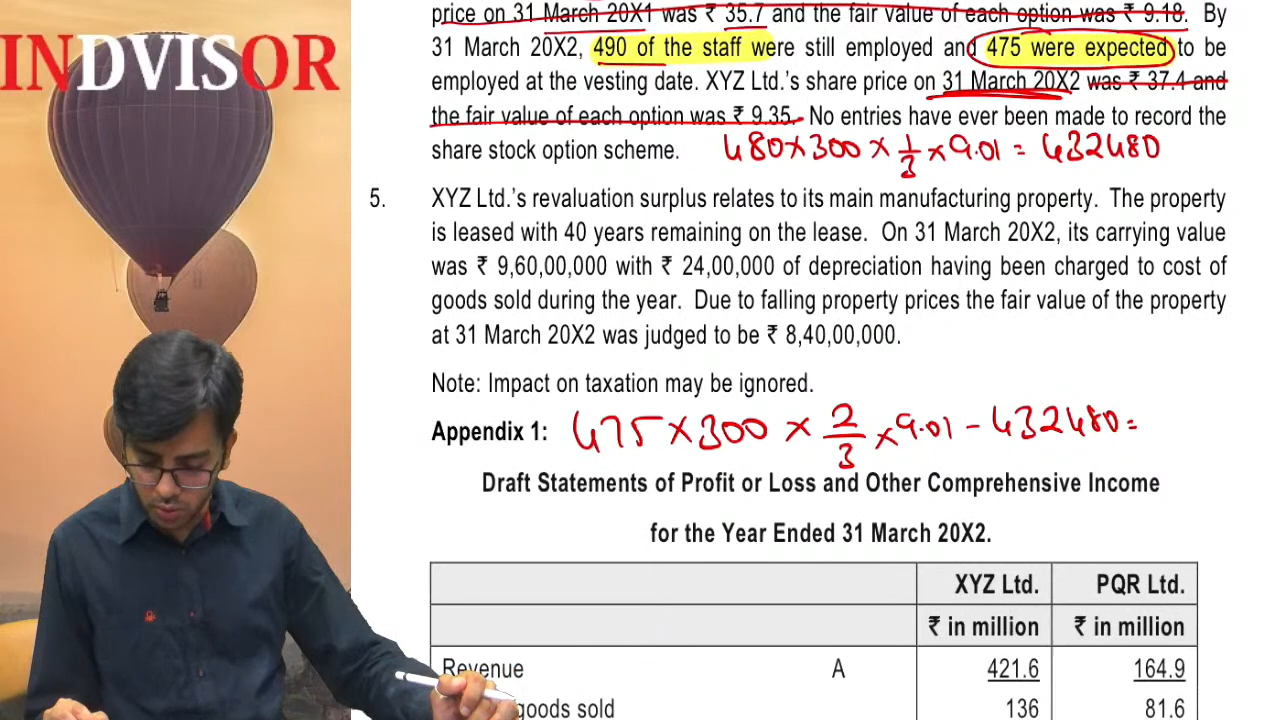 INDVISOR
price on 31 March 20X1 was ₹ 35.7 and the fair value of each option was ₹ 9.18. By
31 March 20X2, 490 of the staff were still employed and 475 were expected to be
employed at the vesting date. XYZ Ltd.'s share price on 31 March 20X2 was ₹ 37.4 and
the fair value of each option was ₹ 9.35. No entries have ever been made to record the
share stock option scheme. 480 x 300 x 1/3 x 9.01 = 432480
5. XYZ Ltd.'s revaluation surplus relates to its main manufacturing property. The property
is leased with 40 years remaining on the lease. On 31 March 20X2, its carrying value
was ₹ 9,60,00,000 with ₹ 24,00,000 of depreciation having been charged to cost of
goods sold during the year. Due to falling property prices the fair value of the property
at 31 March 20X2 was judged to be ₹ 8,40,00,000.
Note: Impact on taxation may be ignored.
Appendix 1: 475 x 300 x 2/3 x 9.01 - 432480 =
Draft Statements of Profit or Loss and Other Comprehensive Income
for the Year Ended 31 March 20X2.
XYZ Ltd. PQR Ltd.
₹ in million ₹ in million
Revenue A 421.6 164.9
goods sold 136 81.6